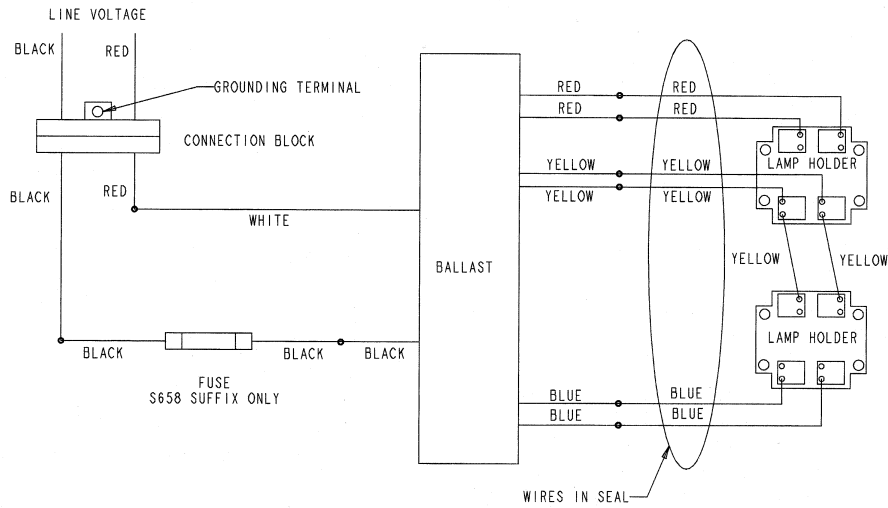 LINE VOLTAGE
BLACK
RED
GROUNDING TERMINAL
CONNECTION BLOCK
BLACK
RED
WHITE
BLACK
BLACK
BLACK
FUSE
S658 SUFFIX ONLY
BALLAST
RED
RED
RED
RED
YELLOW
YELLOW
YELLOW
YELLOW
LAMP HOLDER
YELLOW
YELLOW
LAMP HOLDER
BLUE
BLUE
BLUE
BLUE
WIRES IN SEAL